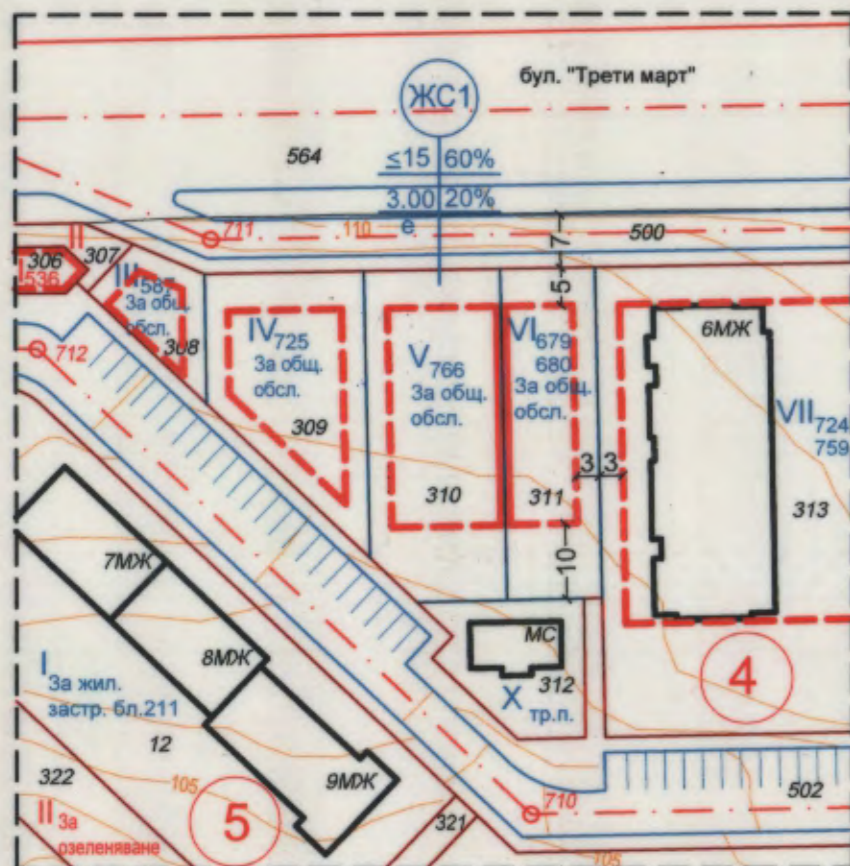 бул. "Трети март"
ЖС1
564
≤15 60%
3.00 20%
е
711
110
7
500
II
306
307
I536
5
III587
За общ.
обсл.
308
IV725
За общ.
обсл.
309
V766
За общ.
обсл.
310
VI679
680
За общ.
обсл.
311
6МЖ
VII724
759
313
3 3
712
10
7МЖ
8МЖ
МС
312
X тр.п.
4
I За жил.
застр. бл.211
12
9МЖ
322
105
5
II За
озеленяване
321
710
502
105